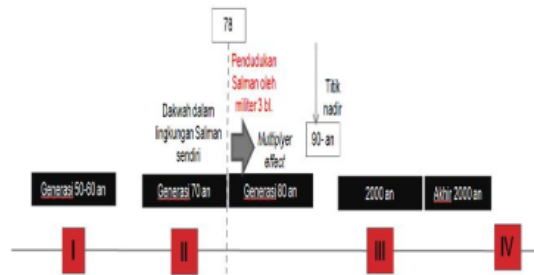 78
Pendudukan
Salman oleh
militer 3 bl.
Dakwah dalam
lingkungan Salman
sendiri
Multiplyer
effect
Titik
nadir
90- an
Generasi 50-60 an
Generasi 70 an
Generasi 80 an
2000 an
Akhir 2000 an
I
II
III
IV